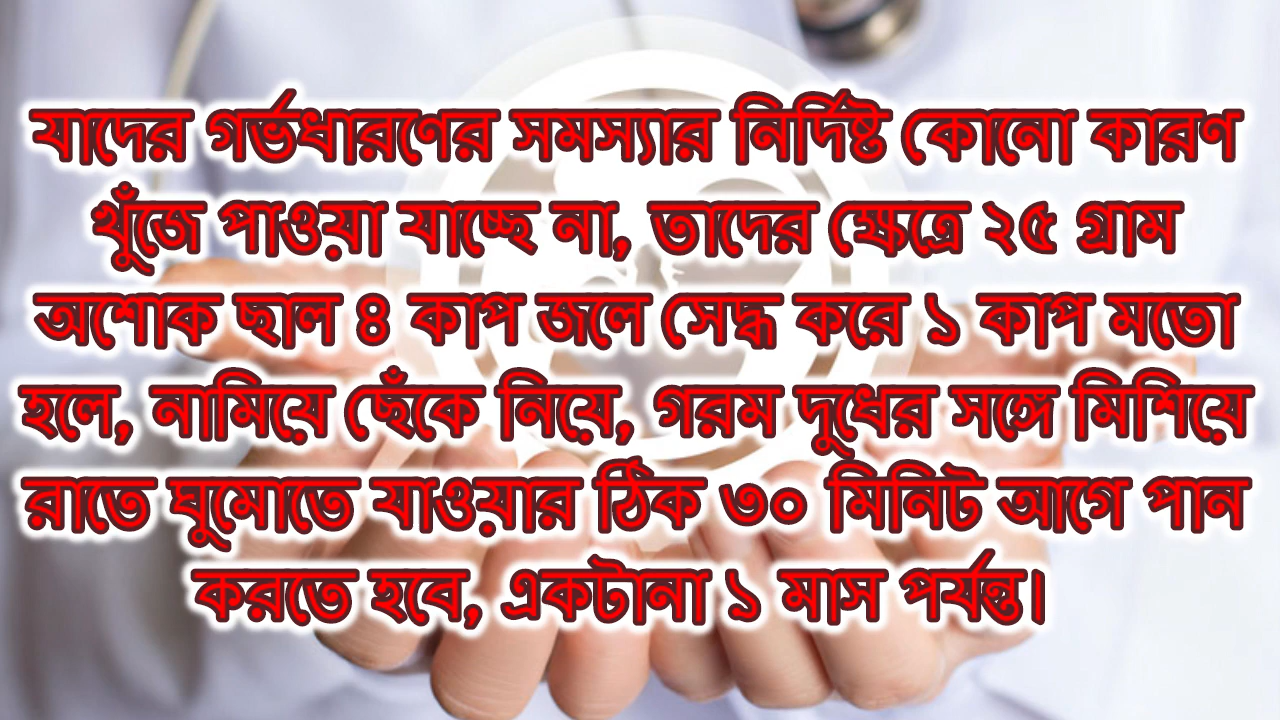 যাদের গর্ভধারণের সমস্যার নির্দিষ্ট কোনো কারণ
খুঁজে পাওয়া যাচ্ছে না, তাদের ক্ষেত্রে ২৫ গ্রাম
অশোক ছাল ৪ কাপ জলে সেদ্ধ করে ১ কাপ মতো
হলে, নামিয়ে ছেঁকে নিয়ে, গরম দুধের সঙ্গে মিশিয়ে
রাতে ঘুমোতে যাওয়ার ঠিক ৩০ মিনিট আগে পান
করতে হবে, একটানা ১ মাস পর্যন্ত।